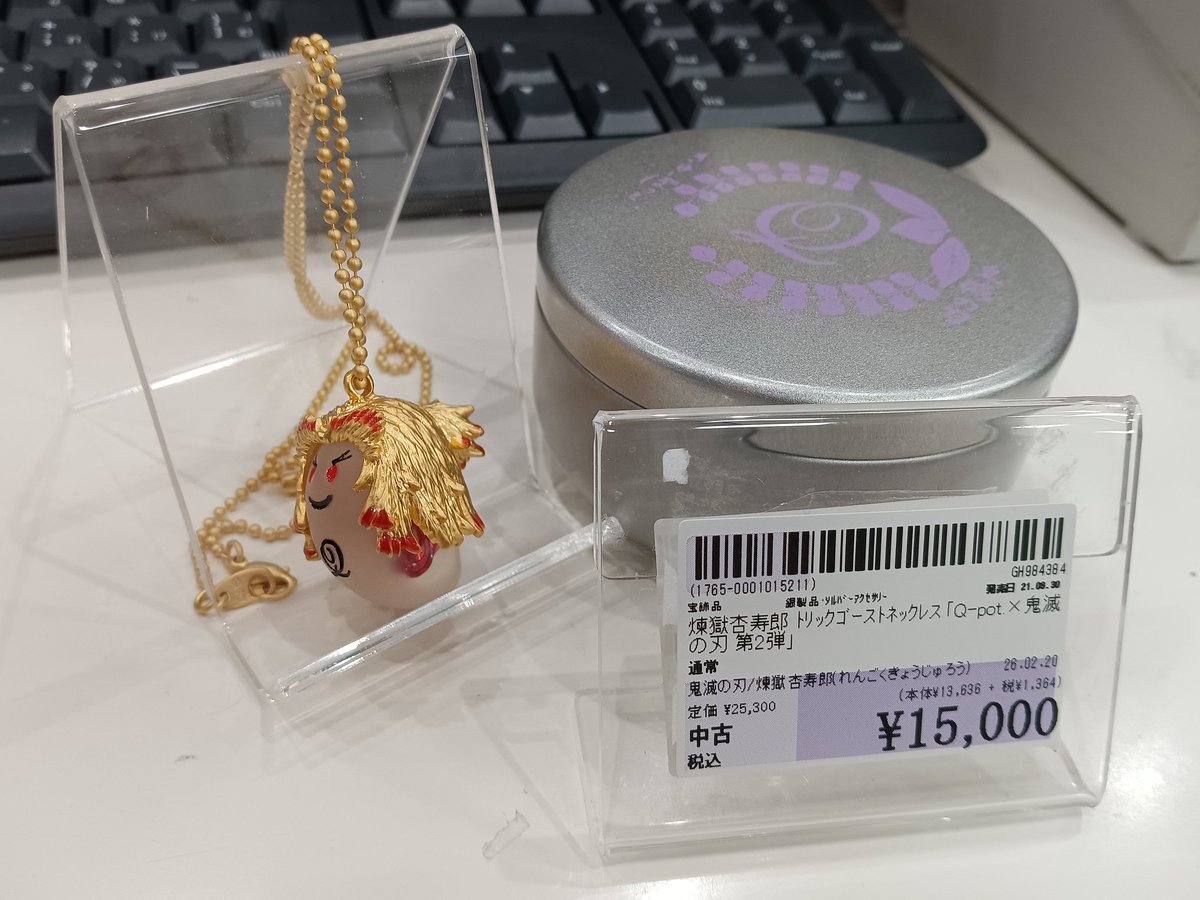 (1765-0001015211)
GH984384
宝飾品
銀製品・シルバーアクセサリー
発売日 21.09.30
煉獄杏寿郎 トリックゴーストネックレス 「Q-pot.×鬼滅
の刃 第2弾」
通常
鬼滅の刃/煉獄杏寿郎(れんごくきょうじゅろう)
26.02.20
定価 ¥25,300
(本体¥13,636 + 税¥1,364)
中古
¥15,000
税込